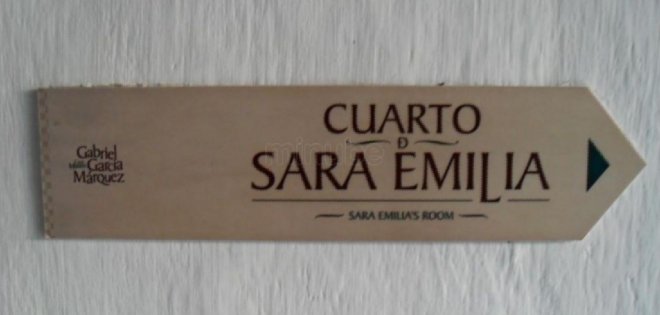 Gabriel
García
Márquez
CUARTO
D
SARA EMILIA
SARA EMILIA'S ROOM